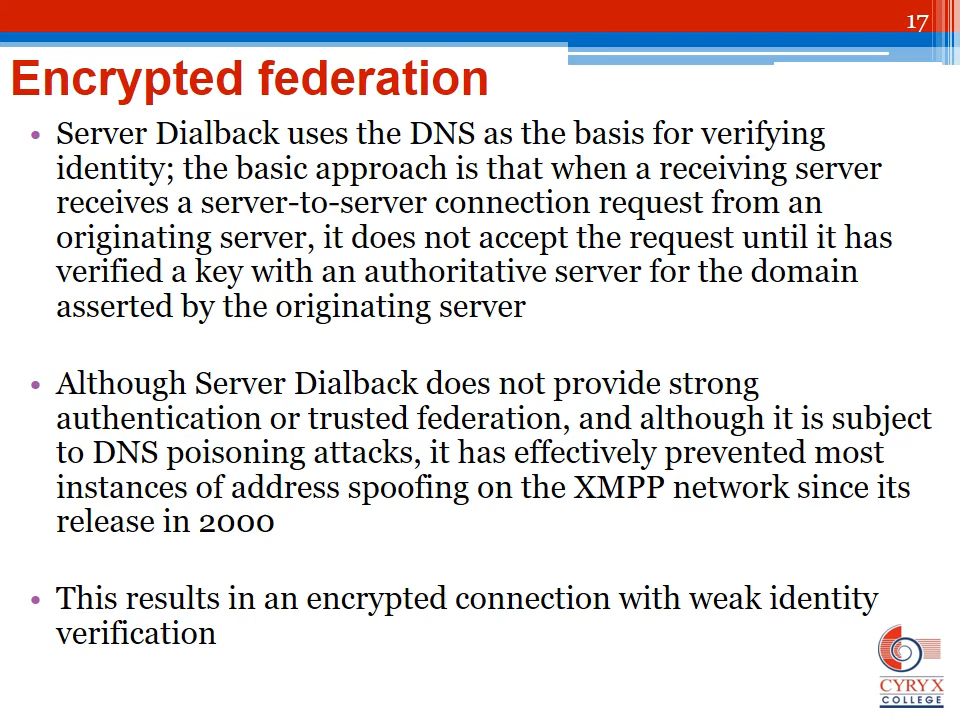 17
Encrypted federation
• Server Dialback uses the DNS as the basis for verifying
identity; the basic approach is that when a receiving server
receives a server-to-server connection request from an
originating server, it does not accept the request until it has
verified a key with an authoritative server for the domain
asserted by the originating server
• Although Server Dialback does not provide strong
authentication or trusted federation, and although it is subject
to DNS poisoning attacks, it has effectively prevented most
instances of address spoofing on the XMPP network since its
release in 2000
• This results in an encrypted connection with weak identity
verification
CYRYX
COLLEGE